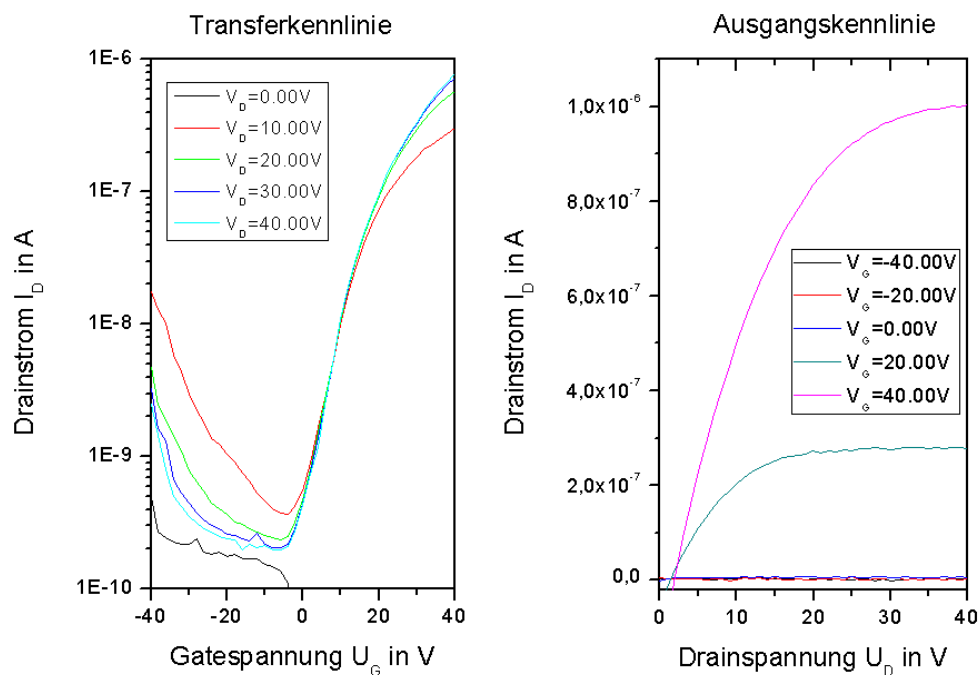 Transferkennlinie
1E-6
1E-7
1E-8
1E-9
1E-10
-40
-20
0
20
40
Drainstrom I_D in A
Gatespannung U_G in V
V_D=0.00V
V_D=10.00V
V_D=20.00V
V_D=30.00V
V_D=40.00V
Ausgangskennlinie
1,0x10^-6
8,0x10^-7
6,0x10^-7
4,0x10^-7
2,0x10^-7
0,0
0
10
20
30
40
Drainstrom I_D in A
Drainspannung U_D in V
V_G=-40.00V
V_G=-20.00V
V_G=0.00V
V_G=20.00V
V_G=40.00V